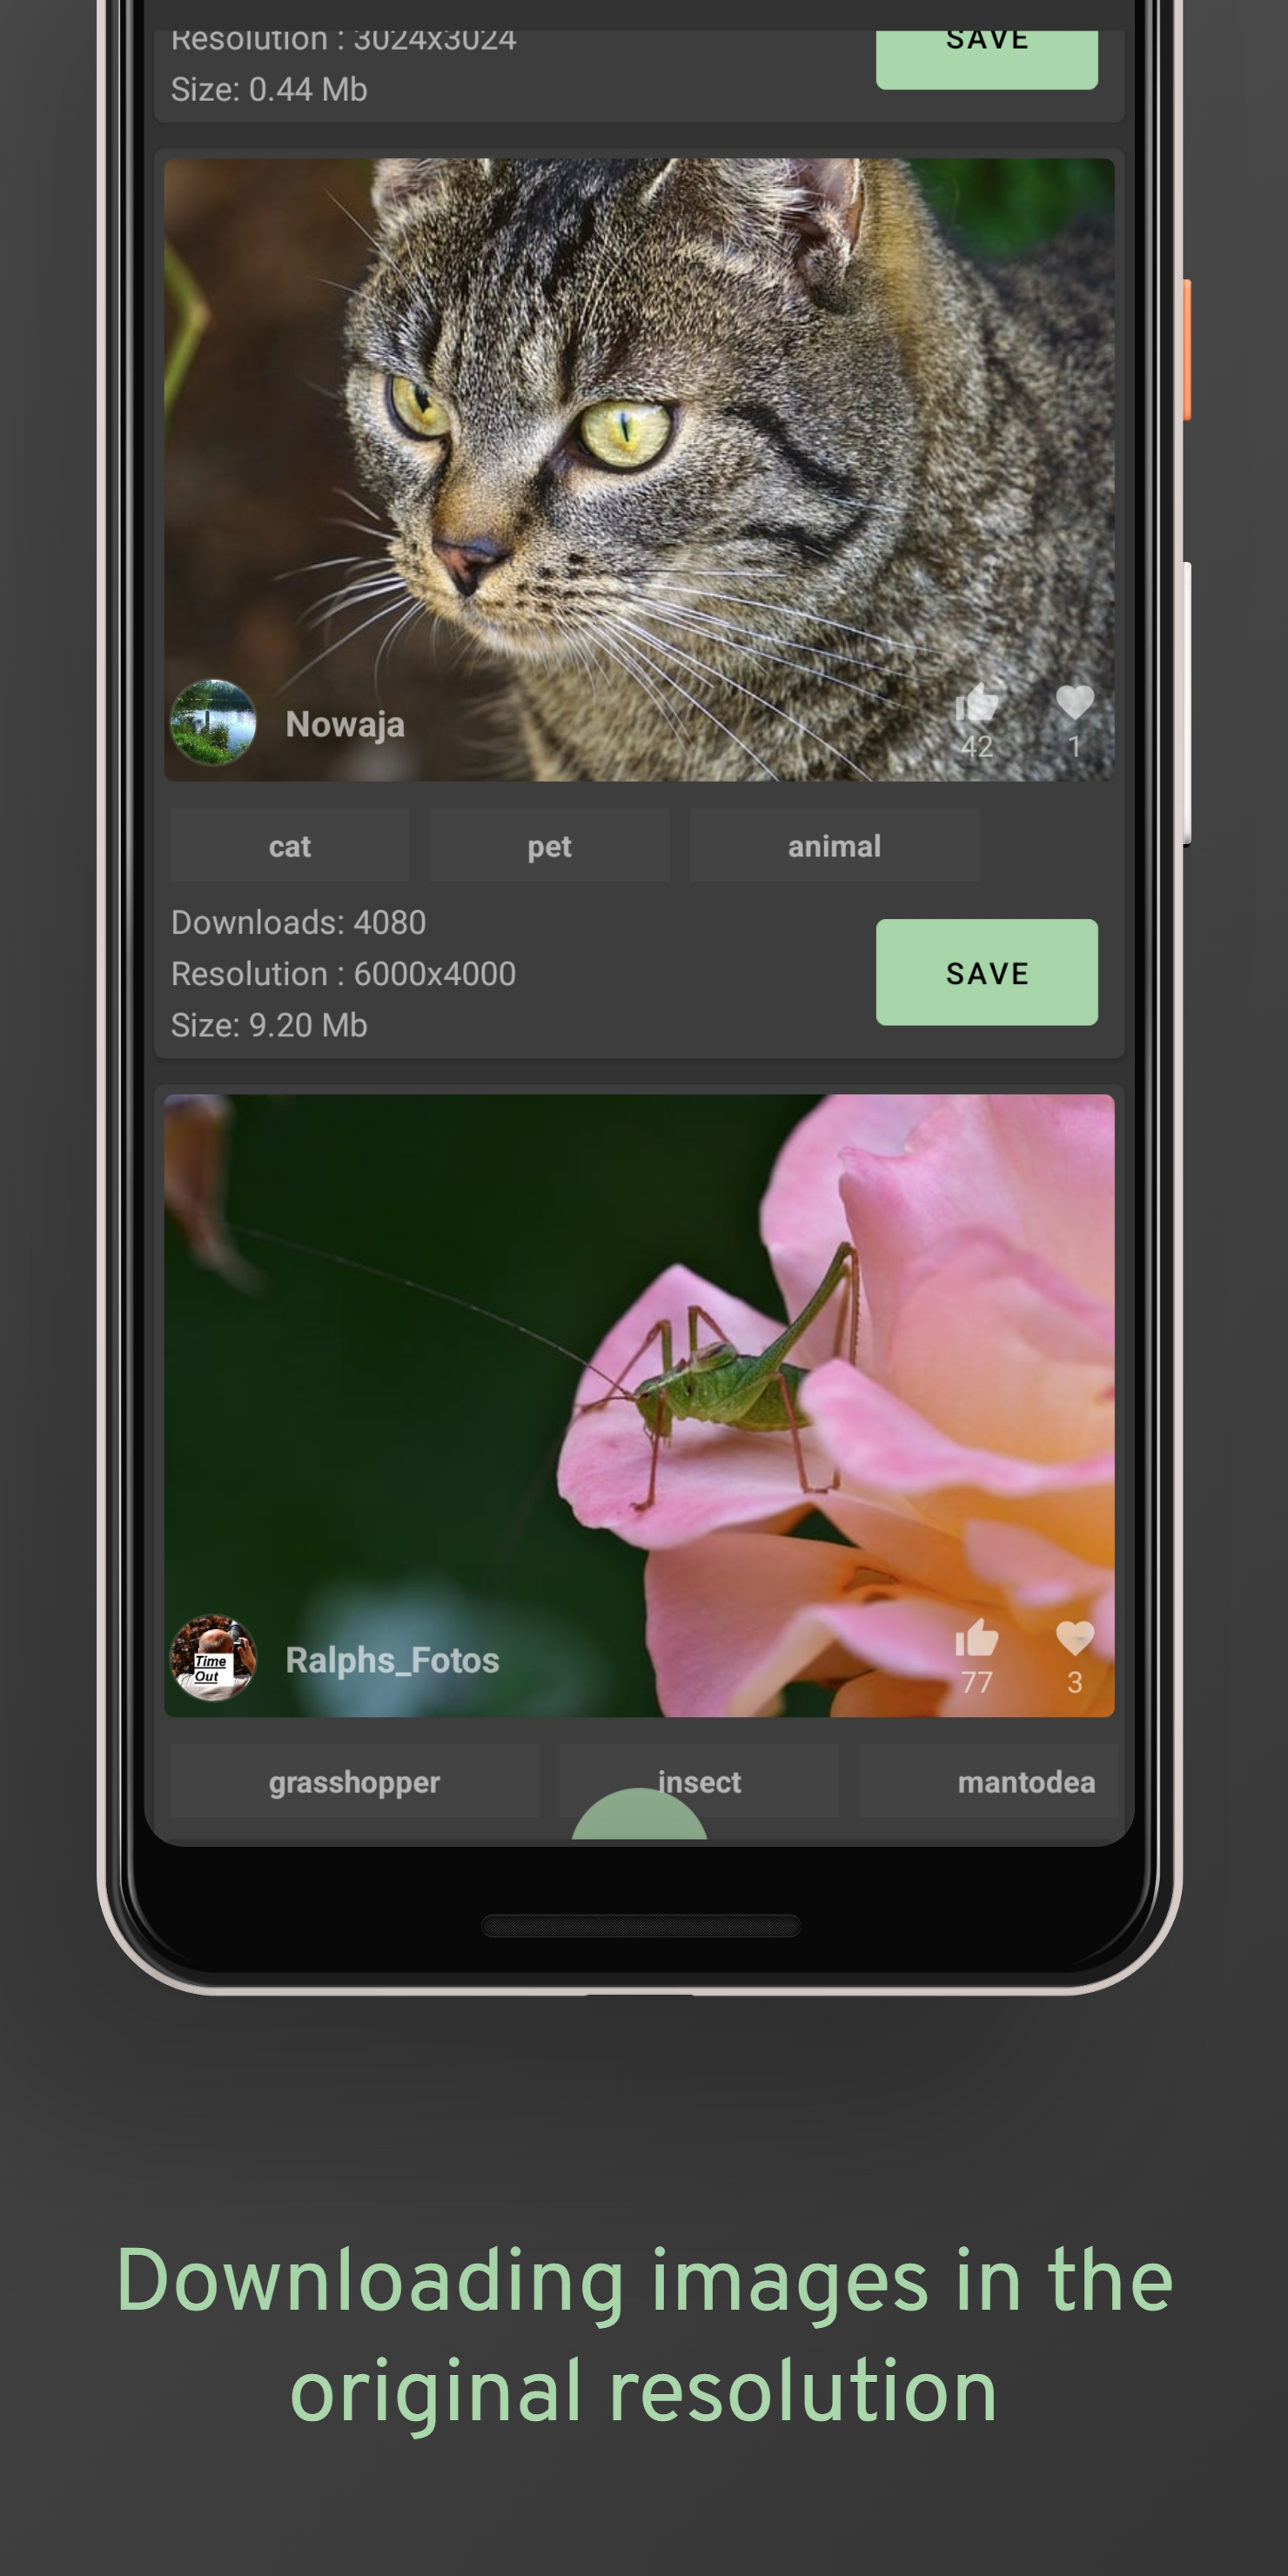 Resolution : 3024x3024
SAVE
Size: 0.44 Mb
Nowaja
42
1
cat
pet
animal
Downloads: 4080
Resolution : 6000x4000
SAVE
Size: 9.20 Mb
Time
Out
Ralphs_Fotos
77
3
grasshopper
insect
mantodea
Downloading images in the
original resolution